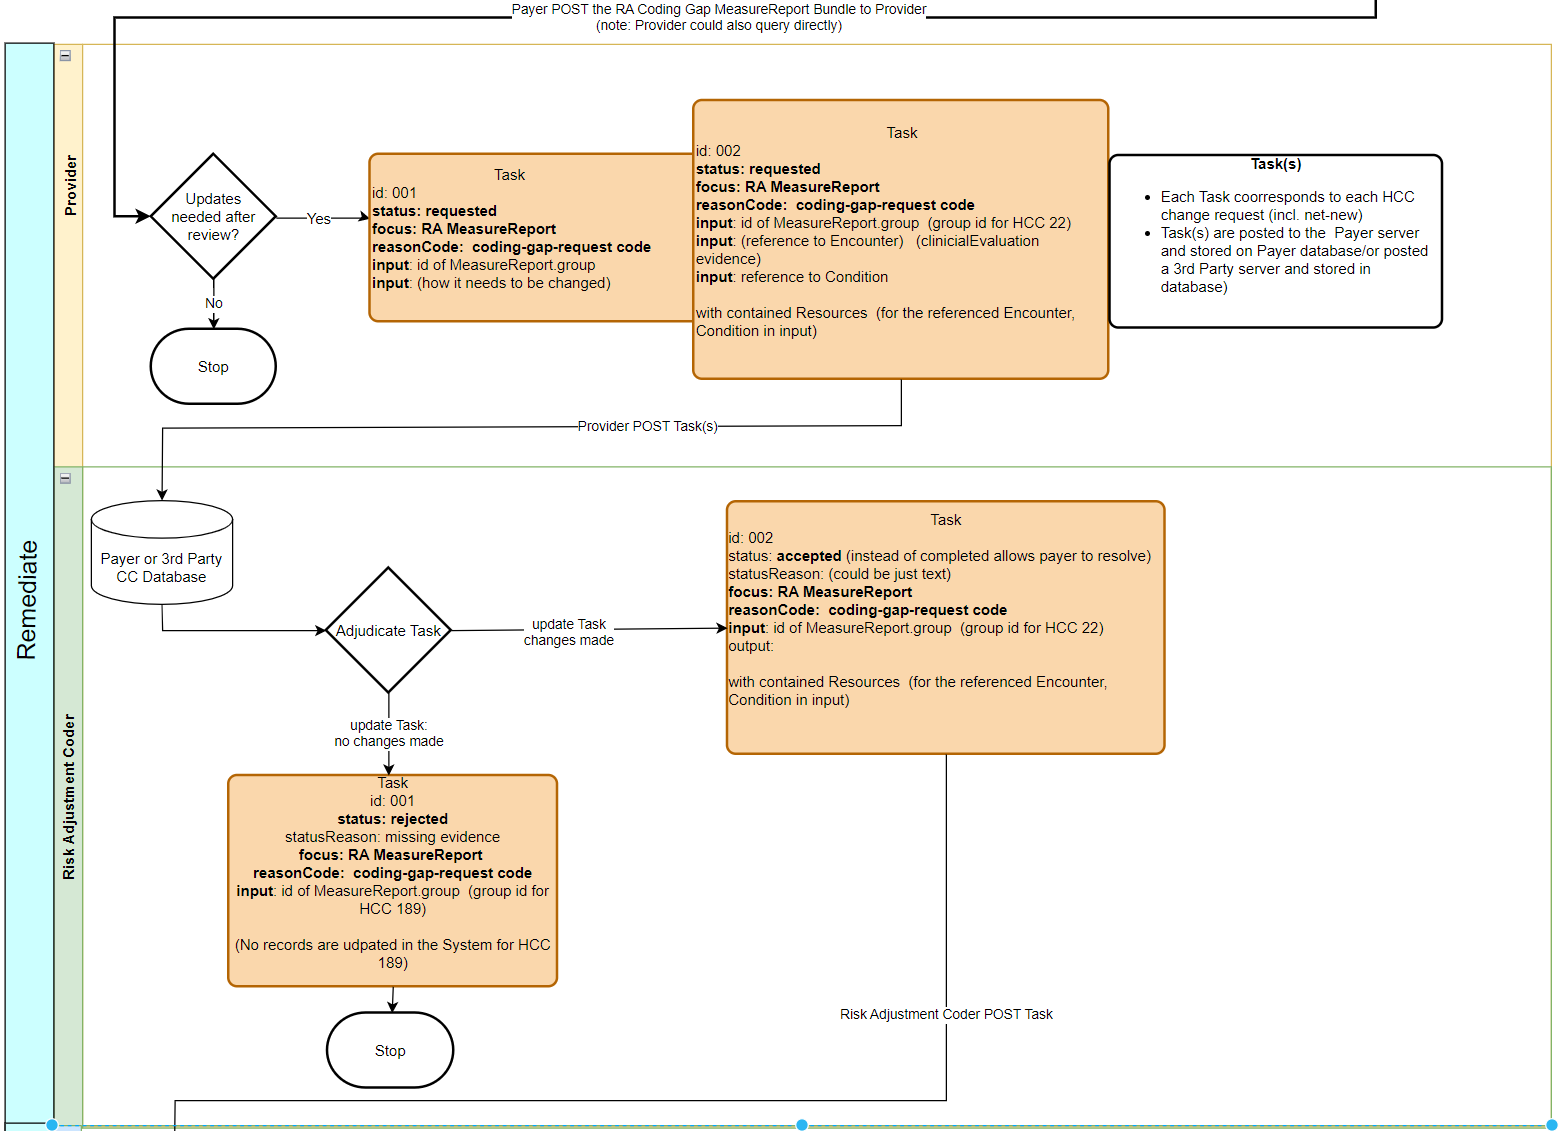 Payer POST the RA Coding Gap MeasureReport Bundle to Provider
(note: Provider could also query directly)
Remediate
Provider
Updates
needed after
review?
Yes
No
Stop
Task
id: 001
status: requested
focus: RA MeasureReport
reasonCode:  coding-gap-request code
input: id of MeasureReport.group
input: (how it needs to be changed)
Task
id: 002
status: requested
focus: RA MeasureReport
reasonCode:  coding-gap-request code
input: id of MeasureReport.group  (group id for HCC 22)
input: (reference to Encounter)   (clinicialEvaluation
evidence)
input: reference to Condition
with contained Resources  (for the referenced Encounter,
Condition in input)
Task(s)
• Each Task coorresponds to each HCC
change request (incl. net-new)
• Task(s) are posted to the  Payer server
and stored on Payer database/or posted
a 3rd Party server and stored in
database)
Provider POST Task(s)
Risk Adjustment Coder
Payer or 3rd Party
CC Database
Adjudicate Task
update Task
changes made
update Task:
no changes made
Task
id: 002
status: accepted (instead of completed allows payer to resolve)
statusReason: (could be just text)
focus: RA MeasureReport
reasonCode:  coding-gap-request code
input: id of MeasureReport.group  (group id for HCC 22)
output:
with contained Resources  (for the referenced Encounter,
Condition in input)
Task
id: 001
status: rejected
statusReason: missing evidence
focus: RA MeasureReport
reasonCode:  coding-gap-request code
input: id of MeasureReport.group  (group id for
HCC 189)
(No records are udpated in the System for HCC
189)
Stop
Risk Adjustment Coder POST Task